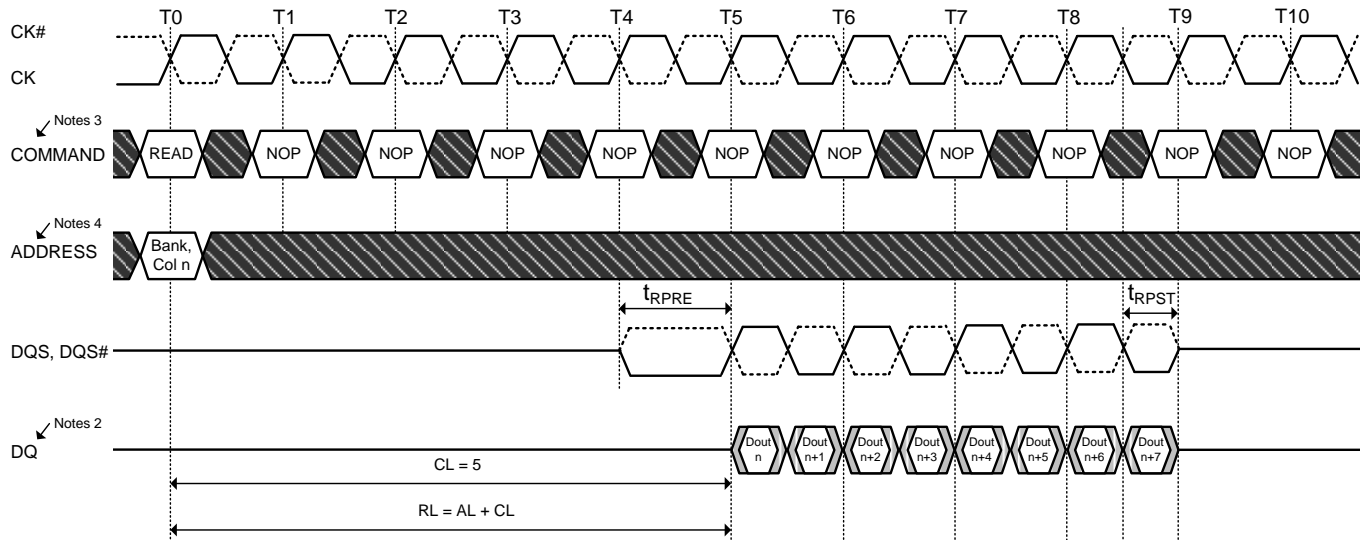 T0 T1 T2 T3 T4 T5 T6 T7 T8 T9 T10
CK#
CK
Notes 3
COMMAND READ NOP NOP NOP NOP NOP NOP NOP NOP NOP NOP
Notes 4
ADDRESS
Bank,
Col n
tRPRE tRPST
DQS, DQS#
Notes 2
DQ
Dout Dout Dout Dout Dout Dout Dout Dout
n n+1 n+2 n+3 n+4 n+5 n+6 n+7
CL = 5
RL = AL + CL